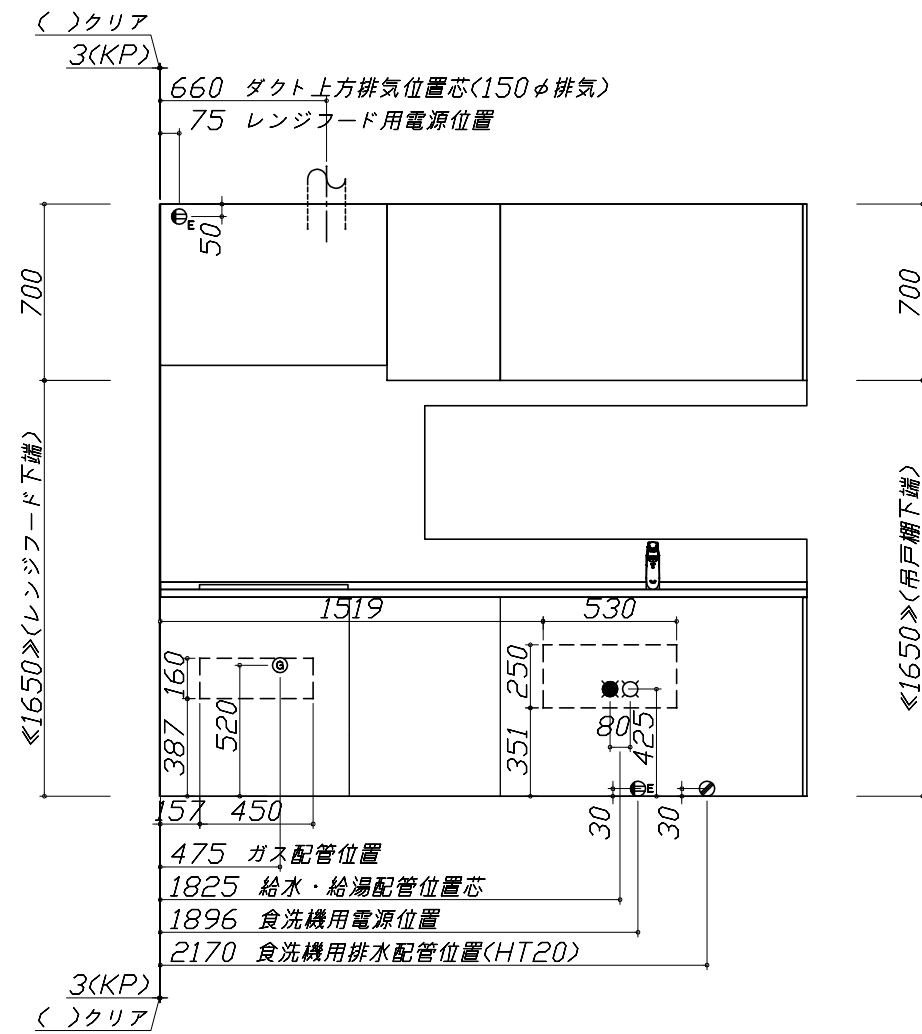 ( )クリア
3(KP)
660 ダクト上方排気位置芯(150φ排気)
75 レンジフード用電源位置
E
50
700
700
≪1650≫(レンジフード下端)
≪1650≫(吊戸棚下端)
1519
530
160
G
250
520
387
80
425
351
E
30
30
157
450
475 ガス配管位置
1825 給水・給湯配管位置芯
1896 食洗機用電源位置
2170 食洗機用排水配管位置(HT20)
3(KP)
( )クリア